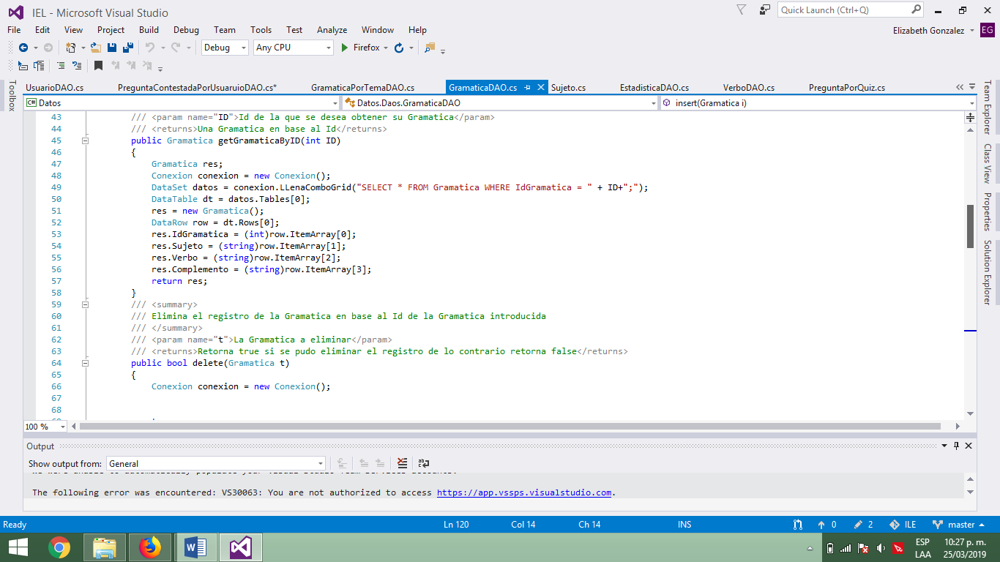 IEL - Microsoft Visual Studio
Quick Launch (Ctrl+Q)
File Edit View Project Build Debug Team Tools Test Analyze Window Help
Elizabeth Gonzalez EG
Debug Any CPU Firefox
Toolbox
UsuarioDAO.cs PreguntaContestadaPorUsuaruioDAO.cs* GramaticaPorTemaDAO.cs GramaticaDAO.cs Sujeto.cs EstadisticaDAO.cs VerboDAO.cs PreguntaPorQuiz.cs
Datos Datos.Daos.GramaticaDAO insert(Gramatica i)
43 /// <param name="ID">Id de la que se desea obtener su Gramatica</param>
44 /// <returns>Una Gramatica en base al Id</returns>
45 public Gramatica getGramaticaByID(int ID)
46 {
47 Gramatica res;
48 Conexion conexion = new Conexion();
49 DataSet datos = conexion.LLenaComboGrid("SELECT * FROM Gramatica WHERE IdGramatica = " + ID+";");
50 DataTable dt = datos.Tables[0];
51 res = new Gramatica();
52 DataRow row = dt.Rows[0];
53 res.IdGramatica = (int)row.ItemArray[0];
54 res.Sujeto = (string)row.ItemArray[1];
55 res.Verbo = (string)row.ItemArray[2];
56 res.Complemento = (string)row.ItemArray[3];
57 return res;
58 }
59 /// <summary>
60 /// Elimina el registro de la Gramatica en base al Id de la Gramatica introducida
61 /// </summary>
62 /// <param name="t">La Gramatica a eliminar</param>
63 /// <returns>Retorna true si se pudo eliminar el registro de lo contrario retorna false</returns>
64 public bool delete(Gramatica t)
65 {
66 Conexion conexion = new Conexion();
67
68
Team Explorer
Class View
Properties
Solution Explorer
100 %
Output
Show output from: General
The following error was encountered: VS30063: You are not authorized to access https://app.vssps.visualstudio.com.
Ready Ln 120 Col 14 Ch 14 INS 0 2 ILE master
ESP 10:27 p. m.
LAA 25/03/2019